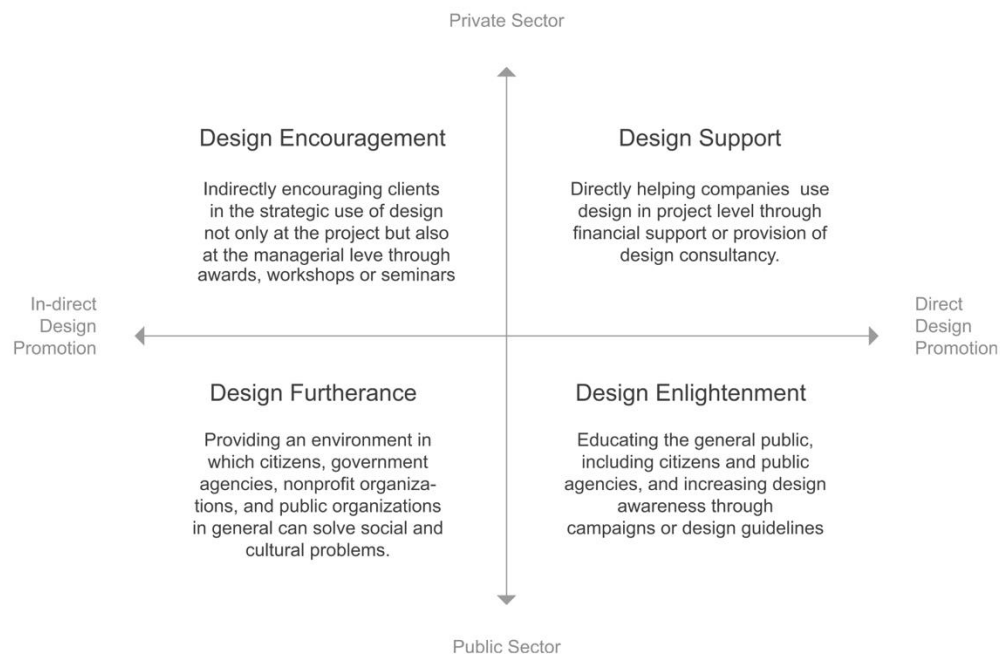 Private Sector
Design Encouragement
Indirectly encouraging clients
in the strategic use of design
not only at the project but also
at the managerial leve through
awards, workshops or seminars
Design Support
Directly helping companies use
design in project level through
financial support or provision of
design consultancy.
In-direct
Design
Promotion
Direct
Design
Promotion
Design Furtherance
Providing an environment in
which citizens, government
agencies, nonprofit organiza-
tions, and public organizations
in general can solve social and
cultural problems.
Design Enlightenment
Educating the general public,
including citizens and public
agencies, and increasing design
awareness through
campaigns or design guidelines
Public Sector